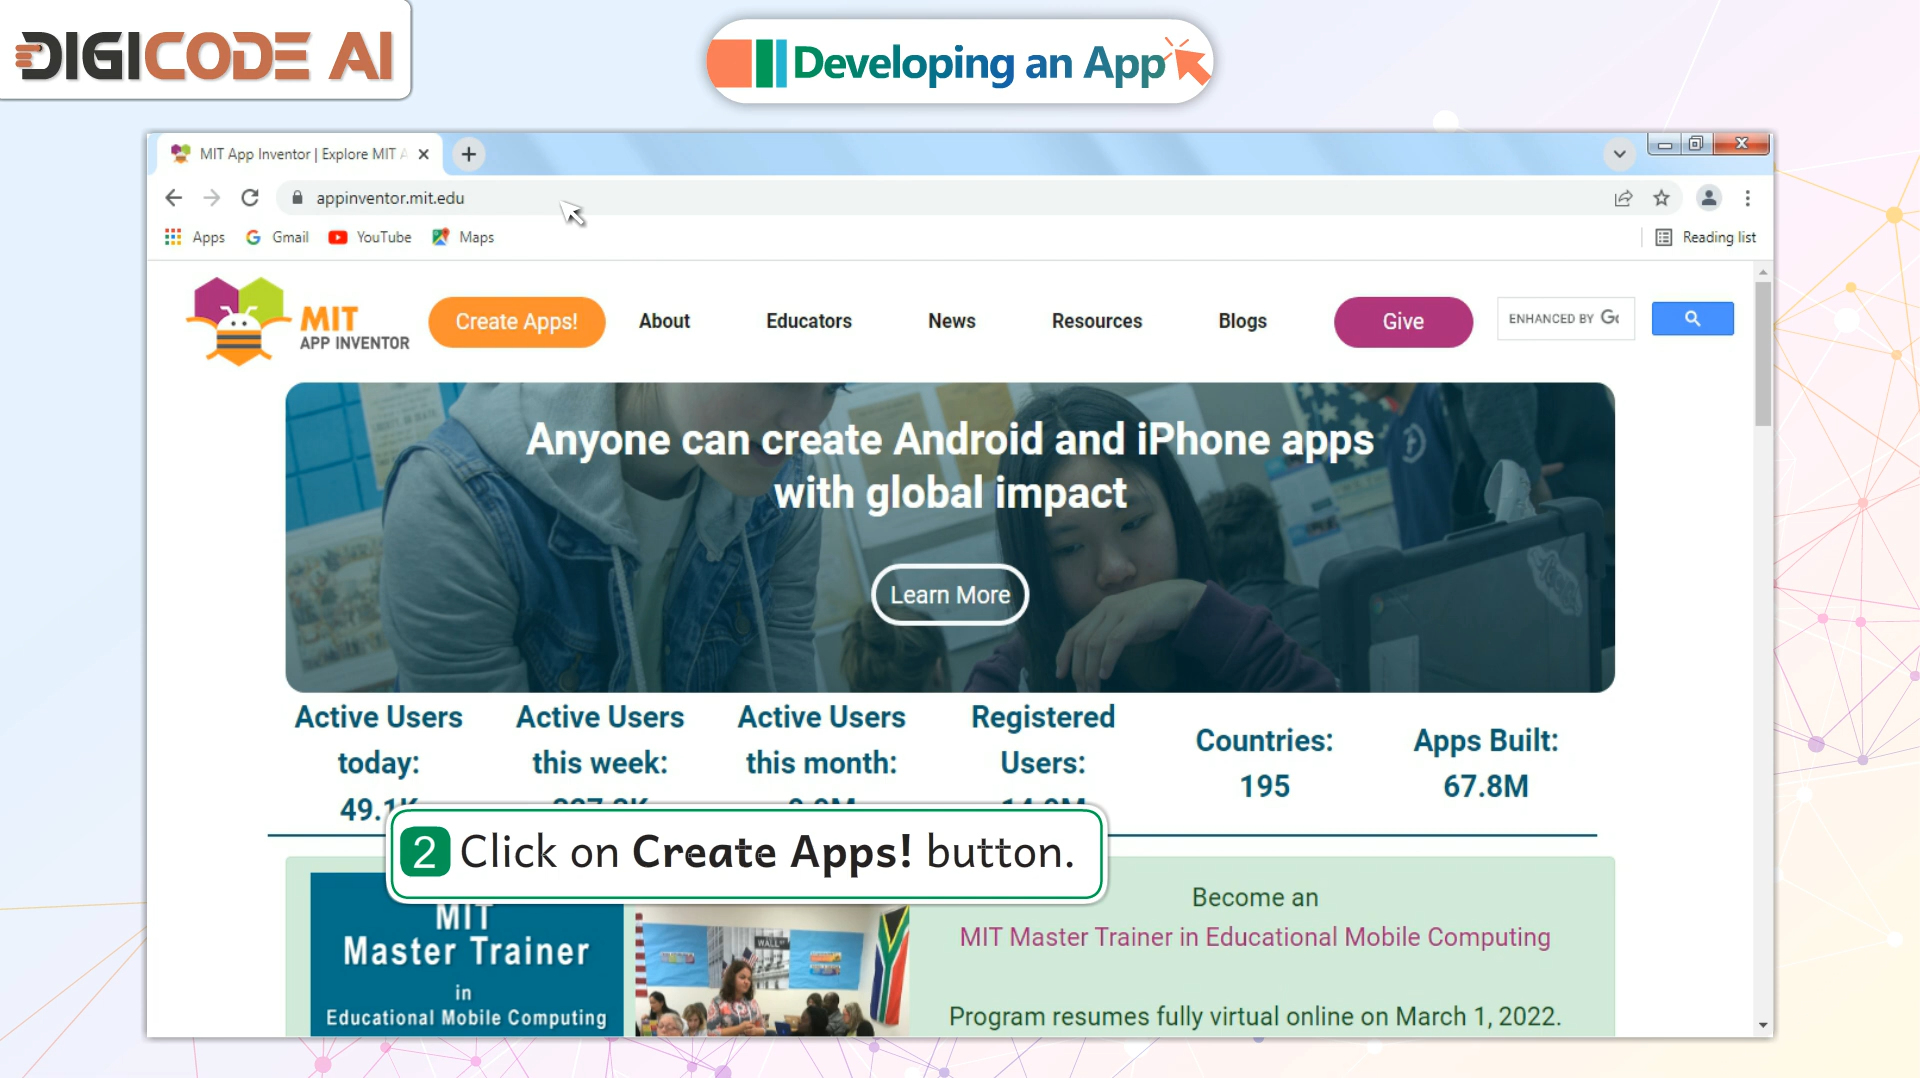 DIGICODE AI
Developing an App
MIT App Inventor | Explore MIT A
appinventor.mit.edu
Apps
Gmail
YouTube
Maps
Reading list
MIT
APP INVENTOR
Create Apps!
About
Educators
News
Resources
Blogs
Give
ENHANCED BY G
Anyone can create Android and iPhone apps
with global impact
Learn More
Active Users
today:
49.1K
Active Users
this week:
Active Users
this month:
Registered
Users:
Countries:
195
Apps Built:
67.8M
2 Click on Create Apps! button.
MIT
Master Trainer
in
Educational Mobile Computing
WALL
Become an
MIT Master Trainer in Educational Mobile Computing
Program resumes fully virtual online on March 1, 2022.